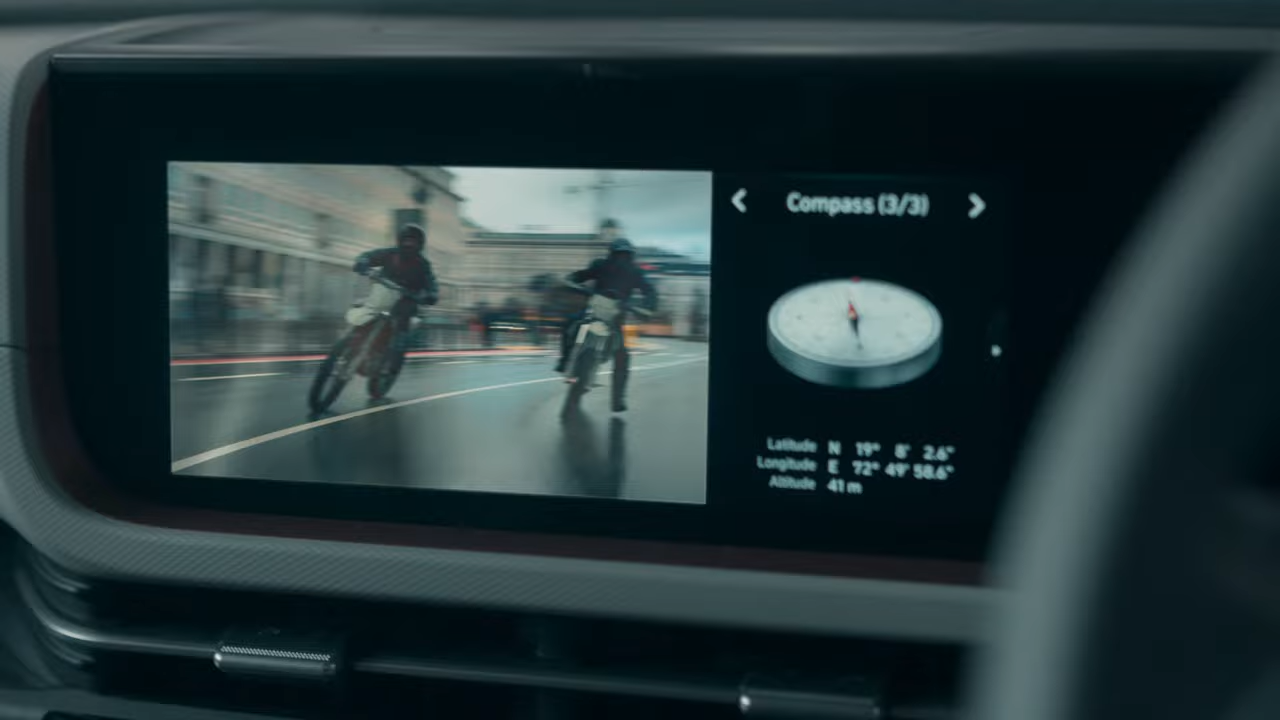 Compass (3/3)
Latitude N 19° 8' 2.6"
Longitude E 72° 49' 58.6"
Altitude 41 m